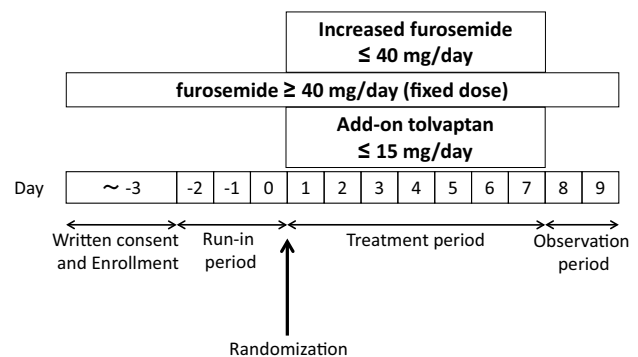 Increased furosemide
≤ 40 mg/day
furosemide ≥ 40 mg/day (fixed dose)
Add-on tolvaptan
≤ 15 mg/day
Day ～ -3 -2 -1 0 1 2 3 4 5 6 7 8 9
Written consent and Enrollment
Run-in period
Treatment period
Observation period
Randomization